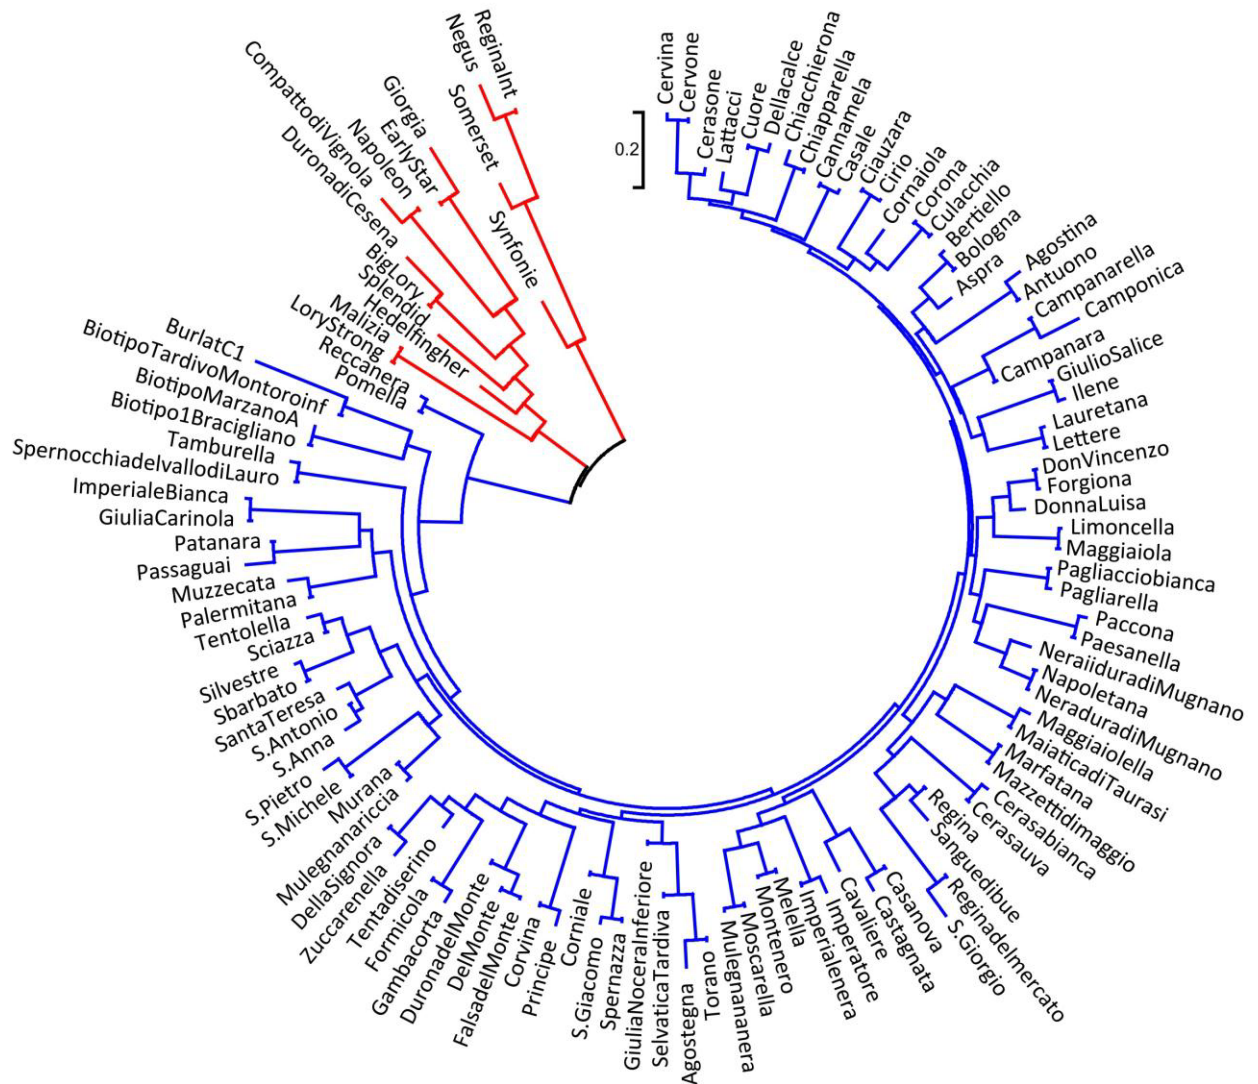 Cervina
Cervone
Cerasone
Lattacci
Cuore
Dellacalce
Chiacchierona
Chiapparella
Cannamela
Casale
Ciauzara
Cirio
Cornaiola
Corona
Culacchia
Bertiello
Bologna
Aspra
Agostina
Antuono
Campanarella
Camponica
Campanara
GiulioSalice
Ilene
Lauretana
Lettere
DonVincenzo
Forgiona
DonnaLuisa
Limoncella
Maggiaiola
Pagliacciobianca
Pagliarella
Paccona
Paesanella
NeraiiduradiMugnano
Napoletana
NeraduradiMugnano
Maggiaiolella
MaiaticadiTaurasi
Marfatana
Mazzettidimaggio
Cerasabianca
Cerasauva
Regina
Sanguedibue
Reginadelmercato
S.Giorgio
Casanova
Castagnata
Cavaliere
Imperatore
Imperialenera
Melella
Montenero
Moscarella
Mulegnananera
Torano
Agostegna
SelvaticaTardiva
GiuliaNoceraInferiore
Spernazza
S.Giacomo
Corniale
Principe
Corvina
FalsadelMonte
DelMonte
DuronadelMonte
Gambacorta
Formicola
Tentadiserino
Zuccarenella
DellaSignora
Mulegnanariccia
Murana
S.Michele
S.Pietro
S.Anna
S.Antonio
SantaTeresa
Sbarbato
Silvestre
Sciazza
Tentolella
Palermitana
Muzzecata
Passaguai
Patanara
GiuliaCarinola
ImperialeBianca
SpernocchiadelvallodiLauro
Tamburella
Biotipo1Bracigliano
BiotipoMarzanoA
BiotipoTardivoMontoroinf
BurlatC1
Pomella
Reccanera
LoryStrong
Malizia
Hedelfingher
Splendid
BigLory
DuronadiCesena
CompattodiVignola
Napoleon
EarlyStar
Giorgia
Synfonie
Somerset
Negus
ReginaInt
0.2